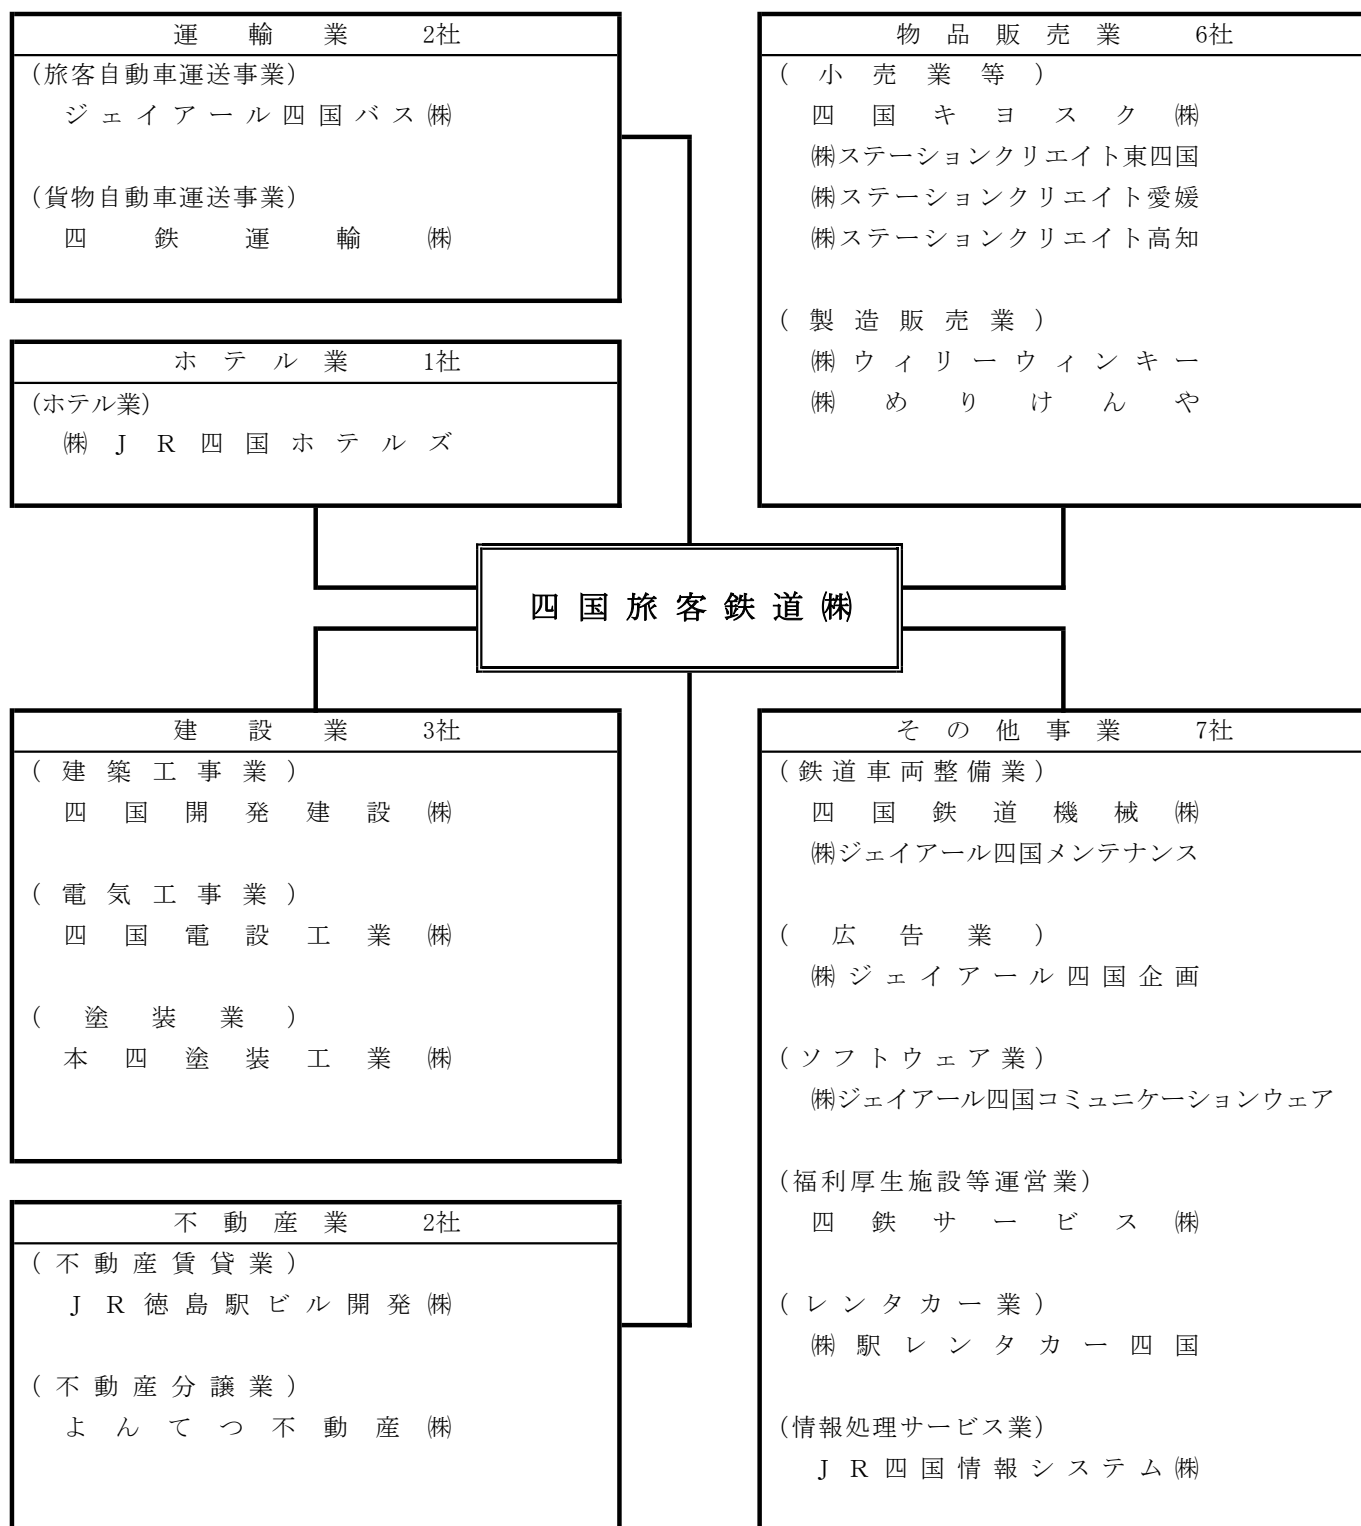 運輸業 2社
(旅客自動車運送事業)
ジェイアール四国バス㈱
(貨物自動車運送事業)
四鉄運輸㈱
ホテル業 1社
(ホテル業)
㈱JR四国ホテルズ
物品販売業 6社
(小売業等)
四国キヨスク㈱
㈱ステーションクリエイト東四国
㈱ステーションクリエイト愛媛
㈱ステーションクリエイト高知
(製造販売業)
㈱ウィリーウィンキー
㈱めりけんや
四国旅客鉄道㈱
建設業 3社
(建築工事業)
四国開発建設㈱
(電気工事業)
四国電設工業㈱
(塗装業)
本四塗装工業㈱
不動産業 2社
(不動産賃貸業)
JR徳島駅ビル開発㈱
(不動産分譲業)
よんてつ不動産㈱
その他事業 7社
(鉄道車両整備業)
四国鉄道機械㈱
㈱ジェイアール四国メンテナンス
(広告業)
㈱ジェイアール四国企画
(ソフトウェア業)
㈱ジェイアール四国コミュニケーションウェア
(福利厚生施設等運営業)
四鉄サービス㈱
(レンタカー業)
㈱駅レンタカー四国
(情報処理サービス業)
JR四国情報システム㈱